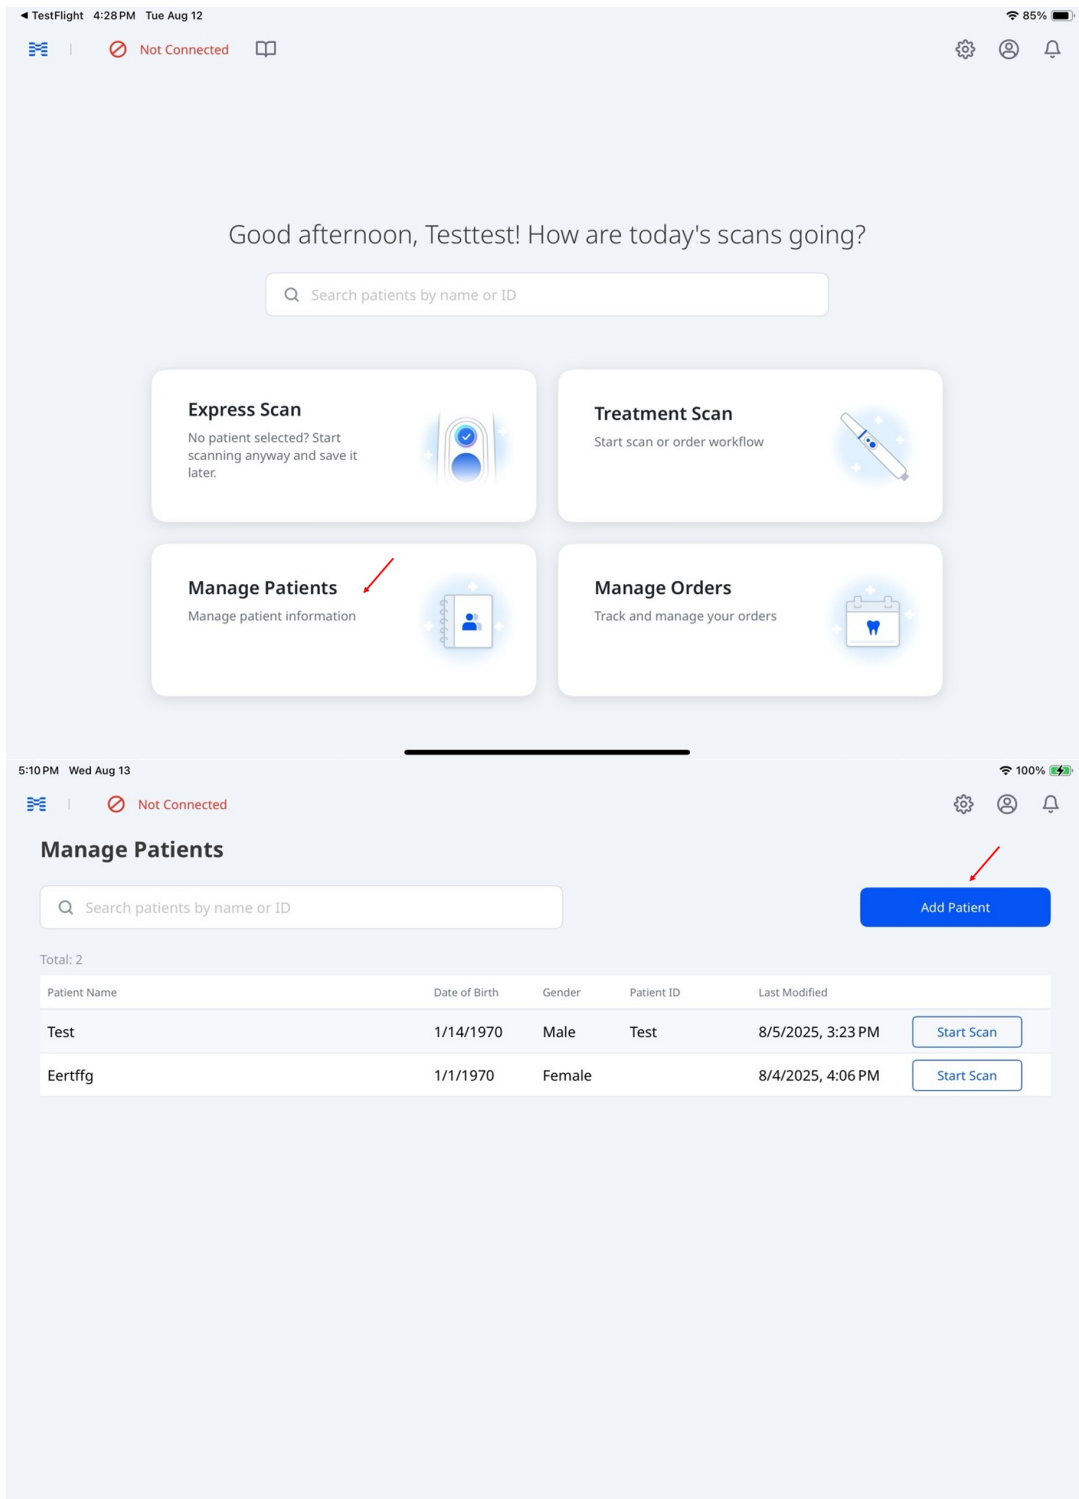 ◀ TestFlight 4:28 PM Tue Aug 12 85%
Not Connected
Good afternoon, Testtest! How are today's scans going?
Search patients by name or ID
Express Scan
No patient selected? Start
scanning anyway and save it
later.
Treatment Scan
Start scan or order workflow
Manage Patients
Manage patient information
Manage Orders
Track and manage your orders
5:10 PM Wed Aug 13 100%
Not Connected
Manage Patients
Search patients by name or ID
Add Patient
Total: 2
Patient Name Date of Birth Gender Patient ID Last Modified
Test 1/14/1970 Male Test 8/5/2025, 3:23 PM Start Scan
Eertffg 1/1/1970 Female 8/4/2025, 4:06 PM Start Scan